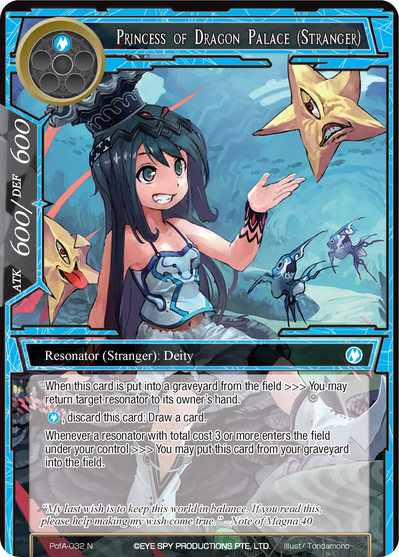 Princess of Dragon Palace (Stranger)
ATK 600/DEF 600
Resonator (Stranger): Deity
When this card is put into a graveyard from the field >>> You may
return target resonator to its owner's hand.
, discard this card: Draw a card.
Whenever a resonator with total cost 3 or more enters the field
under your control >>> You may put this card from your graveyard
into the field.
"My last wish is to keep this world in balance. If you read this,
please help making my wish come true." Note of Magna 40
PofA-032 N
©EYE SPY PRODUCTIONS PTE. LTD.
Illust/ Tondamono